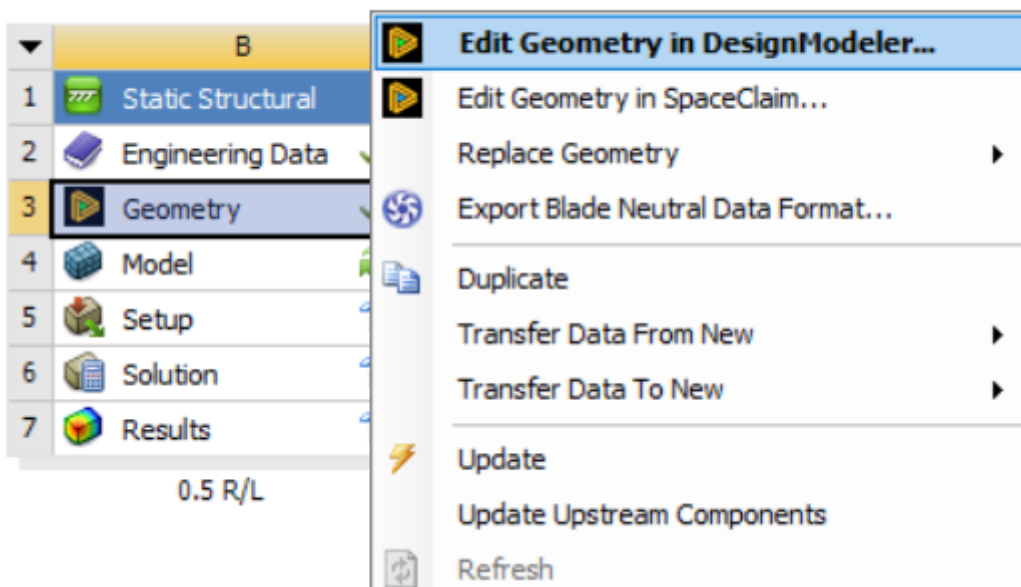 B
1 Static Structural
2 Engineering Data
3 Geometry
4 Model
5 Setup
6 Solution
7 Results
0.5 R/L
Edit Geometry in DesignModeler...
Edit Geometry in SpaceClaim...
Replace Geometry
Export Blade Neutral Data Format...
Duplicate
Transfer Data From New
Transfer Data To New
Update
Update Upstream Components
Refresh